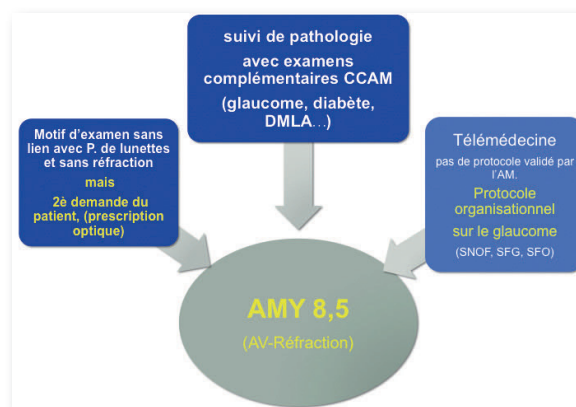 suivi de pathologie
avec examens
complémentaires CCAM
(glaucome, diabète,
DMLA...)
Motif d'examen sans
lien avec P. de lunettes
et sans réfraction
mais
2è demande du
patient, (prescription
optique)
Télémédecine
pas de protocole validé par
l'AM.
Protocole
organisationnel
sur le glaucome
(SNOF, SFG, SFO)
AMY 8,5
(AV-Réfraction)